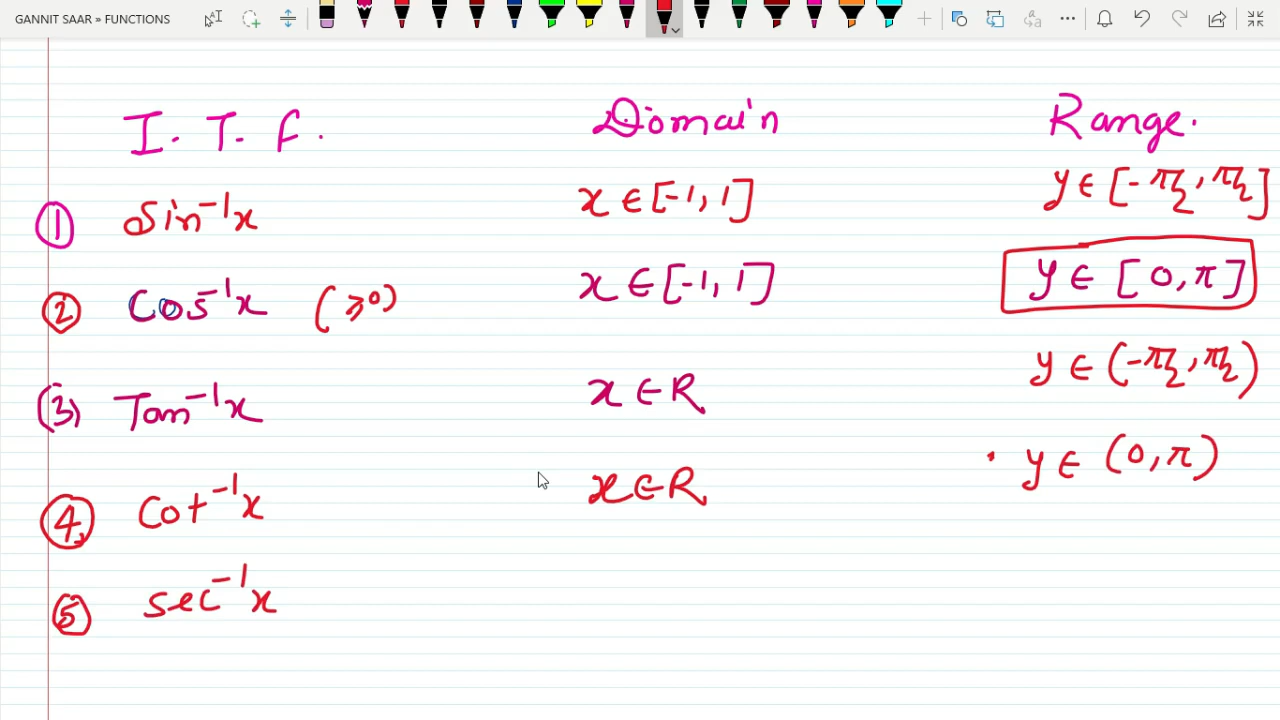 GANNIT SAAR » FUNCTIONS
I. T. F. Domain Range.
① Sin⁻¹x x ∈ [-1, 1] y ∈ [-π/2, π/2]
② Cos⁻¹x (≥0) x ∈ [-1, 1] y ∈ [0, π]
(3) Tan⁻¹x x ∈ R y ∈ (-π/2, π/2)
④ Cot⁻¹x x ∈ R y ∈ (0, π)
⑤ sec⁻¹x